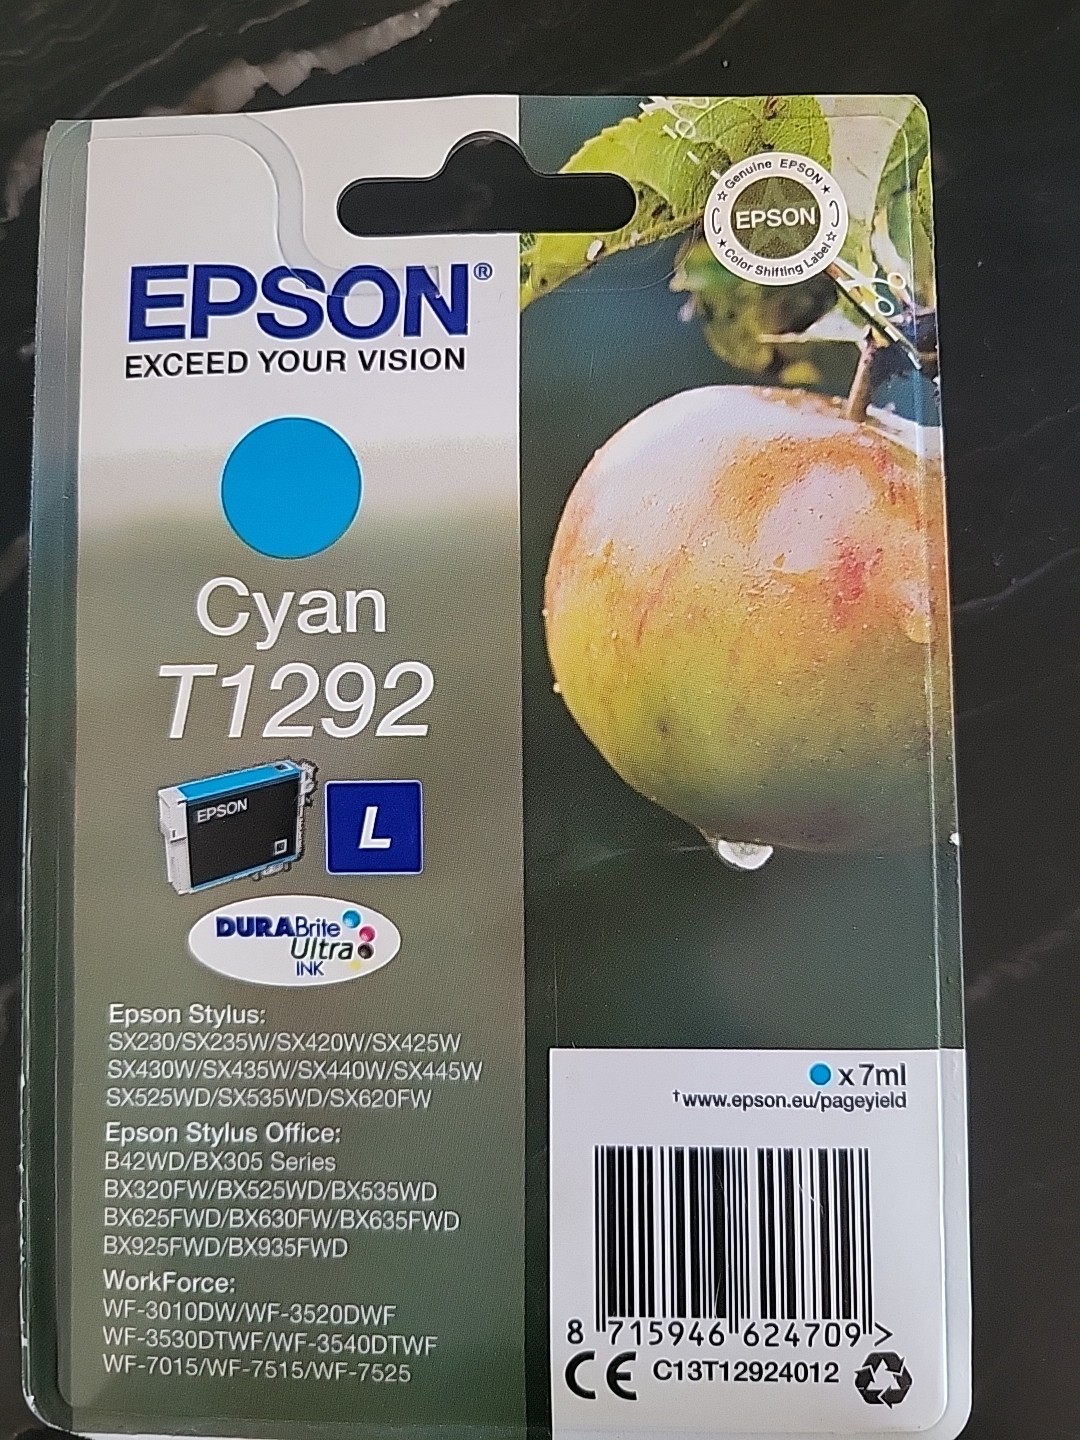 Genuine EPSON
EPSON
Color Shifting Label
EPSON®
EXCEED YOUR VISION
Cyan
T1292
EPSON
L
DURABrite
Ultra
INK
Epson Stylus:
SX230/SX235W/SX420W/SX425W
SX430W/SX435W/SX440W/SX445W
SX525WD/SX535WD/SX620FW
Epson Stylus Office:
B42WD/BX305 Series
BX320FW/BX525WD/BX535WD
BX625FWD/BX630FW/BX635FWD
BX925FWD/BX935FWD
WorkForce:
WF-3010DW/WF-3520DWF
WF-3530DTWF/WF-3540DTWF
WF-7015/WF-7515/WF-7525
x 7ml
†www.epson.eu/pageyield
8 715946 624709 >
CE C13T12924012